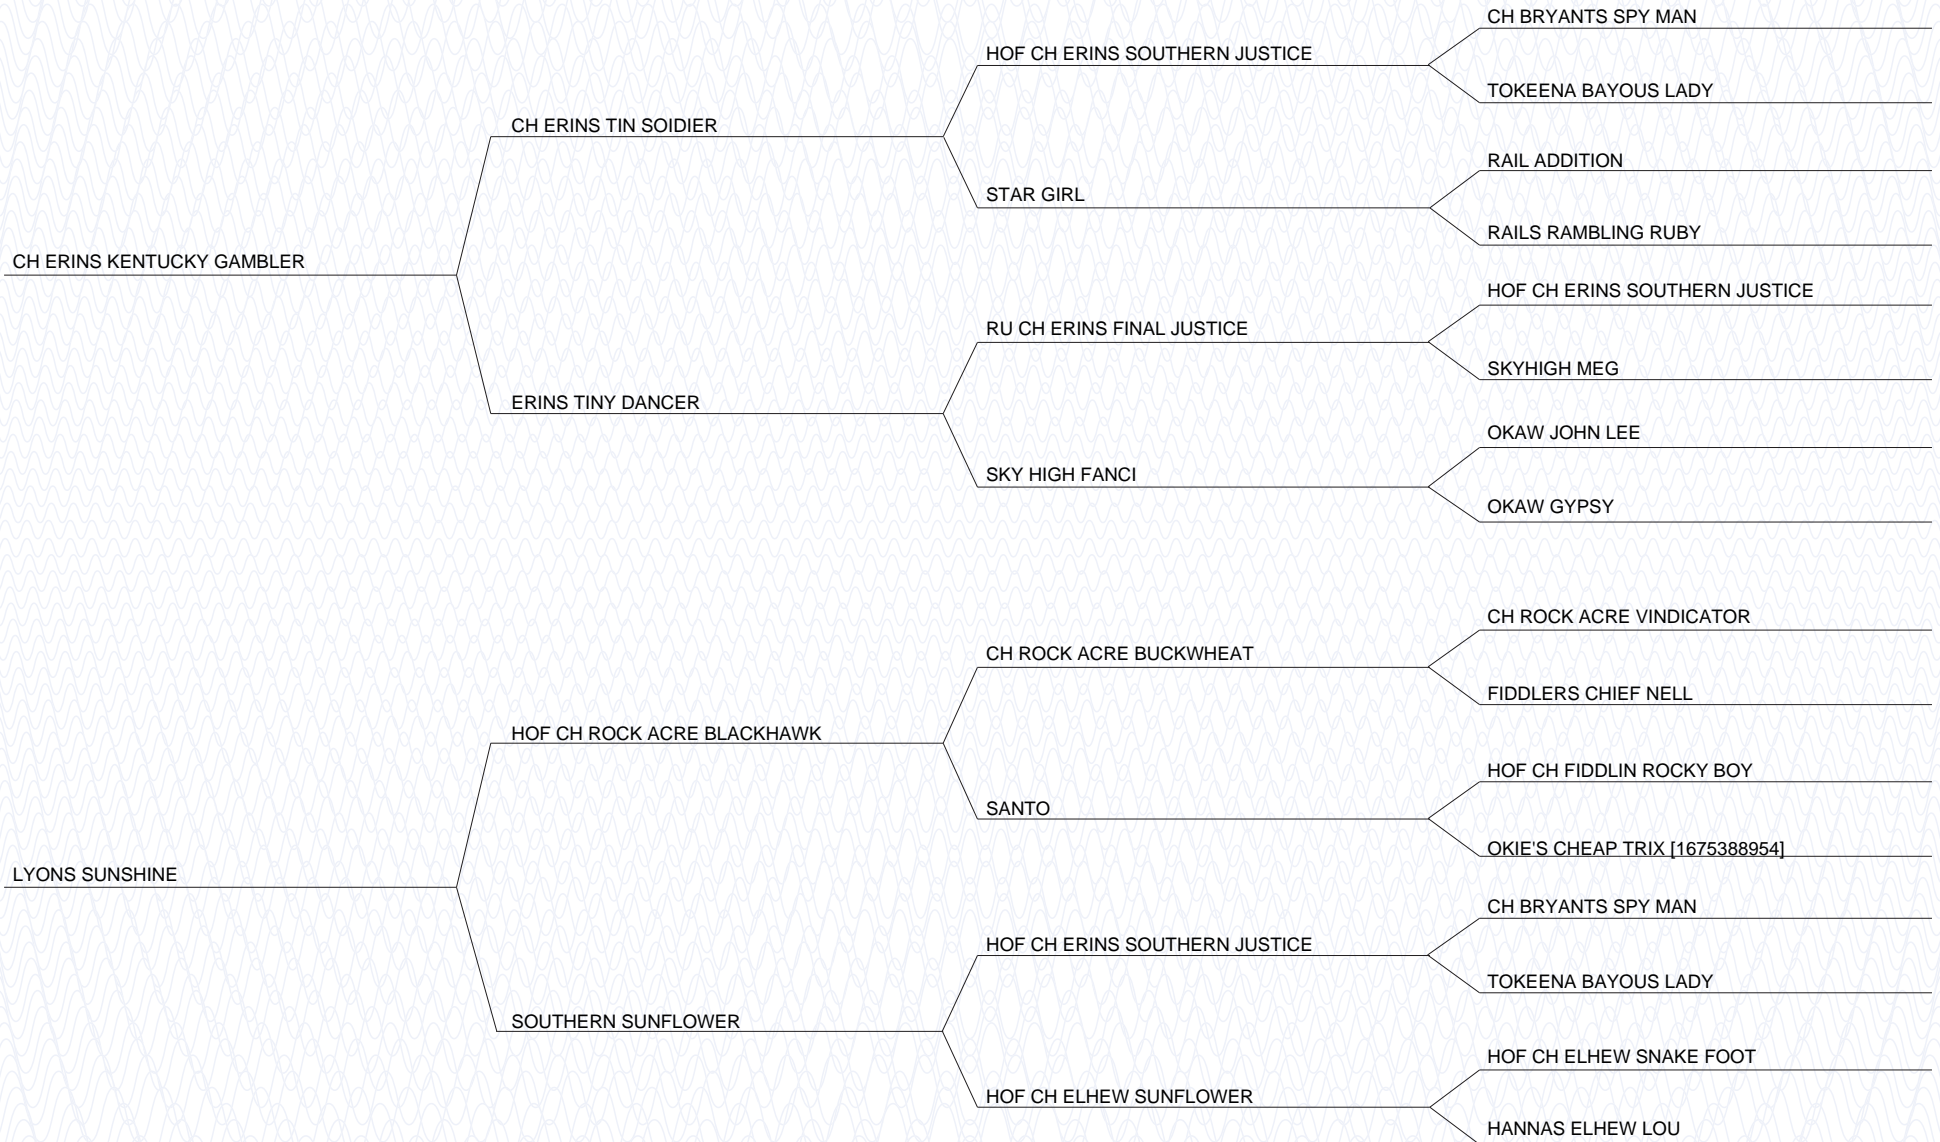 CH BRYANTS SPY MAN
HOF CH ERINS SOUTHERN JUSTICE
TOKEENA BAYOUS LADY
CH ERINS TIN SOIDIER
RAIL ADDITION
STAR GIRL
RAILS RAMBLING RUBY
CH ERINS KENTUCKY GAMBLER
HOF CH ERINS SOUTHERN JUSTICE
RU CH ERINS FINAL JUSTICE
SKYHIGH MEG
ERINS TINY DANCER
OKAW JOHN LEE
SKY HIGH FANCI
OKAW GYPSY
CH ROCK ACRE VINDICATOR
CH ROCK ACRE BUCKWHEAT
FIDDLERS CHIEF NELL
HOF CH ROCK ACRE BLACKHAWK
HOF CH FIDDLIN ROCKY BOY
SANTO
OKIE'S CHEAP TRIX [1675388954]
LYONS SUNSHINE
CH BRYANTS SPY MAN
HOF CH ERINS SOUTHERN JUSTICE
TOKEENA BAYOUS LADY
SOUTHERN SUNFLOWER
HOF CH ELHEW SNAKE FOOT
HOF CH ELHEW SUNFLOWER
HANNAS ELHEW LOU